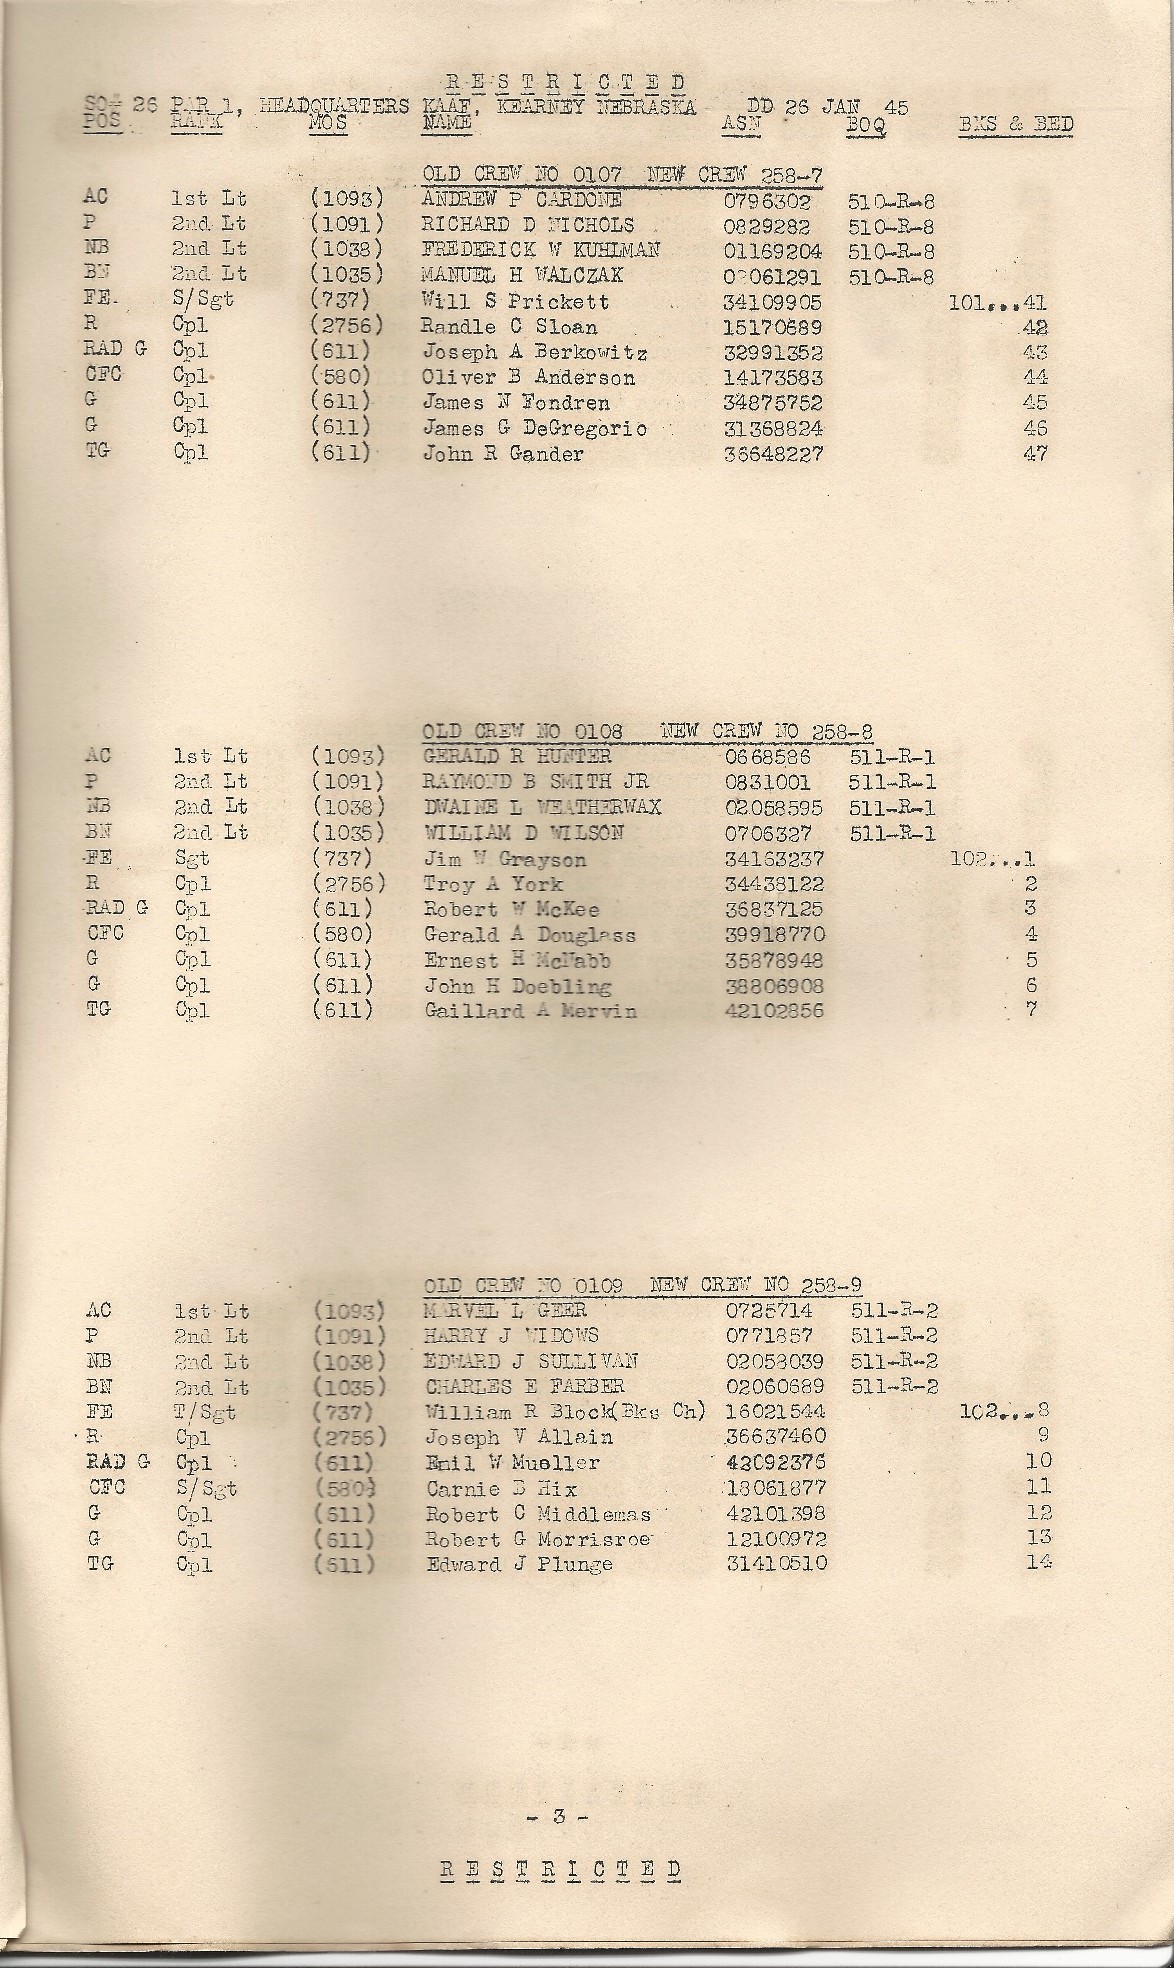 R E S T R I C T E D
SO# 26 PAR 1, HEADQUARTERS KAAF, KEARNEY NEBRASKA DD 26 JAN 45
POS RANK MOS NAME ASN BOQ BKS & BED
OLD CREW NO 0107 NEW CREW 258-7
AC 1st Lt (1093) ANDREW P CARDONE 0796302 510-R-8
P 2nd Lt (1091) RICHARD D NICHOLS 0829282 510-R-8
NB 2nd Lt (1038) FREDERICK W KUHLMAN 01169204 510-R-8
BN 2nd Lt (1035) MANUEL H WALCZAK 02061291 510-R-8
FE S/Sgt (737) Will S Prickett 34109905 101...41
R Cpl (2756) Randle C Sloan 15170689 42
RAD G Cpl (611) Joseph A Berkowitz 32991352 43
CFC Cpl (580) Oliver B Anderson 14173583 44
G Cpl (611) James N Fondren 34875752 45
G Cpl (611) James G DeGregorio 31368824 46
TG Cpl (611) John R Gander 36648227 47
OLD CREW NO 0108 NEW CREW NO 258-8
AC 1st Lt (1093) GERALD R HUNTER 0668586 511-R-1
P 2nd Lt (1091) RAYMOND B SMITH JR 0831001 511-R-1
NB 2nd Lt (1038) DWAINE L WEATHERWAX 02058595 511-R-1
BN 2nd Lt (1035) WILLIAM D WILSON 0706327 511-R-1
FE Sgt (737) Jim W Grayson 34163237 102...1
R Cpl (2756) Troy A York 34438122 2
RAD G Cpl (611) Robert W McKee 36837125 3
CFC Cpl (580) Gerald A Douglass 39918770 4
G Cpl (611) Ernest H McNabb 35878948 5
G Cpl (611) John H Doebling 38806908 6
TG Cpl (611) Gaillard A Mervin 42102856 7
OLD CREW NO 0109 NEW CREW NO 258-9
AC 1st Lt (1093) MARVEL L GEER 0725714 511-R-2
P 2nd Lt (1091) HARRY J WIDOWS 0771857 511-R-2
NB 2nd Lt (1038) EDWARD J SULLIVAN 02058039 511-R-2
BN 2nd Lt (1035) CHARLES E FARBER 02060689 511-R-2
FE T/Sgt (737) William R Block(Bks Ch) 16021544 102...8
R Cpl (2756) Joseph V Allain 36637460 9
RAD G Cpl (611) Emil W Mueller 42092376 10
CFC S/Sgt (580) Carnie B Hix 18061877 11
G Cpl (611) Robert C Middlemas 42101398 12
G Cpl (611) Robert G Morrisroe 12100972 13
TG Cpl (611) Edward J Plunge 31410510 14
- 3 -
R E S T R I C T E D